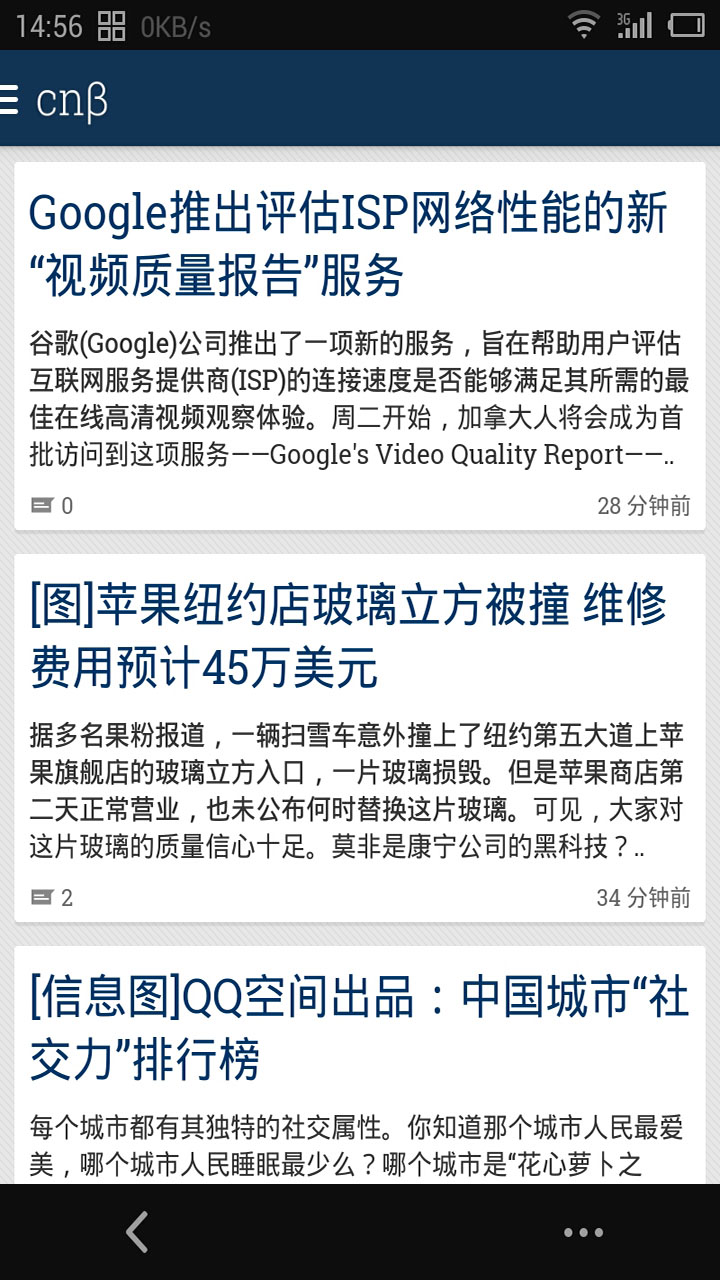 14:56 0KB/s 3G
cnβ
Google推出评估ISP网络性能的新
“视频质量报告”服务
谷歌(Google)公司推出了一项新的服务，旨在帮助用户评估
互联网服务提供商(ISP)的连接速度是否能够满足其所需的最
佳在线高清视频观察体验。周二开始，加拿大人将会成为首
批访问到这项服务——Google's Video Quality Report——..
0 28 分钟前
[图]苹果纽约店玻璃立方被撞 维修
费用预计45万美元
据多名果粉报道，一辆扫雪车意外撞上了纽约第五大道上苹
果旗舰店的玻璃立方入口，一片玻璃损毁。但是苹果商店第
二天正常营业，也未公布何时替换这片玻璃。可见，大家对
这片玻璃的质量信心十足。莫非是康宁公司的黑科技？..
2 34 分钟前
[信息图]QQ空间出品：中国城市“社
交力”排行榜
每个城市都有其独特的社交属性。你知道那个城市人民最爱
美，哪个城市人民睡眠最少么？哪个城市是“花心萝卜之